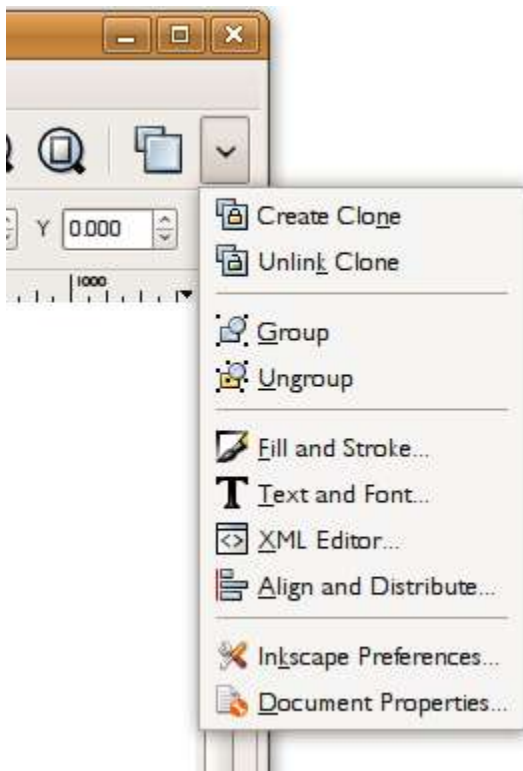 Y 0.000
1000
Create Clone
Unlink Clone
Group
Ungroup
Fill and Stroke...
Text and Font...
XML Editor...
Align and Distribute...
Inkscape Preferences...
Document Properties...